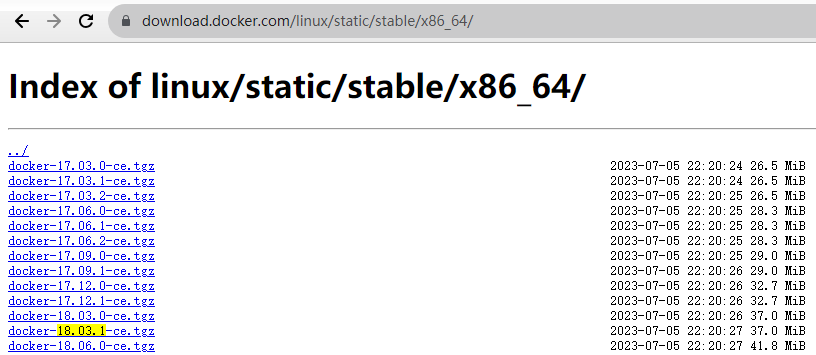 download.docker.com/linux/static/stable/x86_64/
Index of linux/static/stable/x86_64/
../
docker-17.03.0-ce.tgz 2023-07-05 22:20:24 26.5 MiB
docker-17.03.1-ce.tgz 2023-07-05 22:20:24 26.5 MiB
docker-17.03.2-ce.tgz 2023-07-05 22:20:25 26.5 MiB
docker-17.06.0-ce.tgz 2023-07-05 22:20:25 28.3 MiB
docker-17.06.1-ce.tgz 2023-07-05 22:20:25 28.3 MiB
docker-17.06.2-ce.tgz 2023-07-05 22:20:25 28.3 MiB
docker-17.09.0-ce.tgz 2023-07-05 22:20:25 29.0 MiB
docker-17.09.1-ce.tgz 2023-07-05 22:20:26 29.0 MiB
docker-17.12.0-ce.tgz 2023-07-05 22:20:26 32.7 MiB
docker-17.12.1-ce.tgz 2023-07-05 22:20:26 32.7 MiB
docker-18.03.0-ce.tgz 2023-07-05 22:20:26 37.0 MiB
docker-18.03.1-ce.tgz 2023-07-05 22:20:27 37.0 MiB
docker-18.06.0-ce.tgz 2023-07-05 22:20:27 41.8 MiB